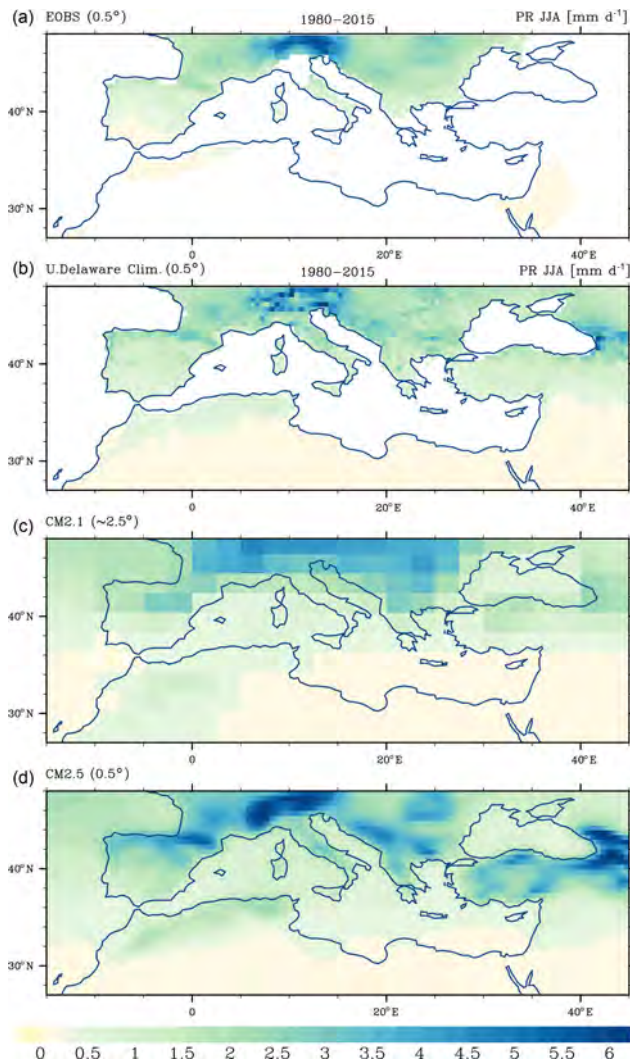 (a) EOBS (0.5°) 1980-2015 PR JJA [mm d⁻¹]
40°N
30°N
0 20°E 40°E
(b) U.Delaware Clim. (0.5°) 1980-2015 PR JJA [mm d⁻¹]
40°N
30°N
0 20°E 40°E
(c) CM2.1 (~2.5°)
40°N
30°N
0 20°E 40°E
(d) CM2.5 (0.5°)
40°N
30°N
0 20°E 40°E
0 0.5 1 1.5 2 2.5 3 3.5 4 4.5 5 5.5 6